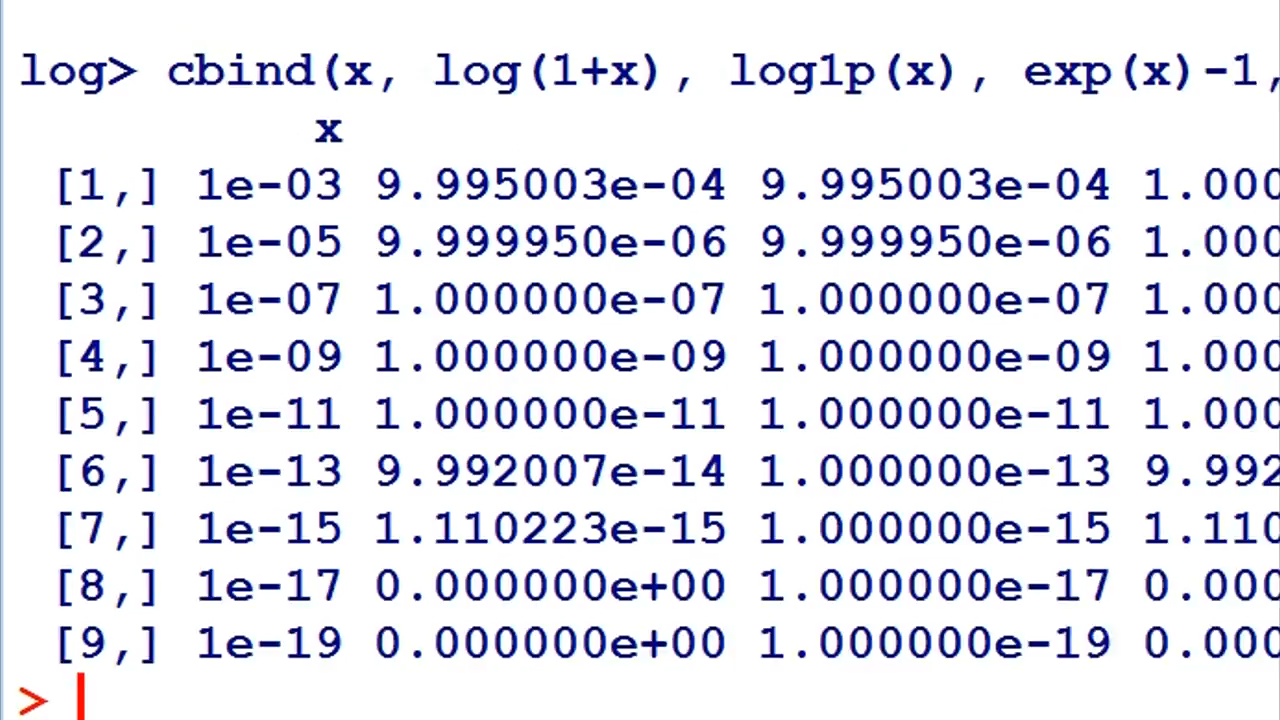 log> cbind(x, log(1+x), log1p(x), exp(x)-1,
x
[1,] 1e-03 9.995003e-04 9.995003e-04 1.000
[2,] 1e-05 9.999950e-06 9.999950e-06 1.000
[3,] 1e-07 1.000000e-07 1.000000e-07 1.000
[4,] 1e-09 1.000000e-09 1.000000e-09 1.000
[5,] 1e-11 1.000000e-11 1.000000e-11 1.000
[6,] 1e-13 9.992007e-14 1.000000e-13 9.992
[7,] 1e-15 1.110223e-15 1.000000e-15 1.110
[8,] 1e-17 0.000000e+00 1.000000e-17 0.000
[9,] 1e-19 0.000000e+00 1.000000e-19 0.000
>